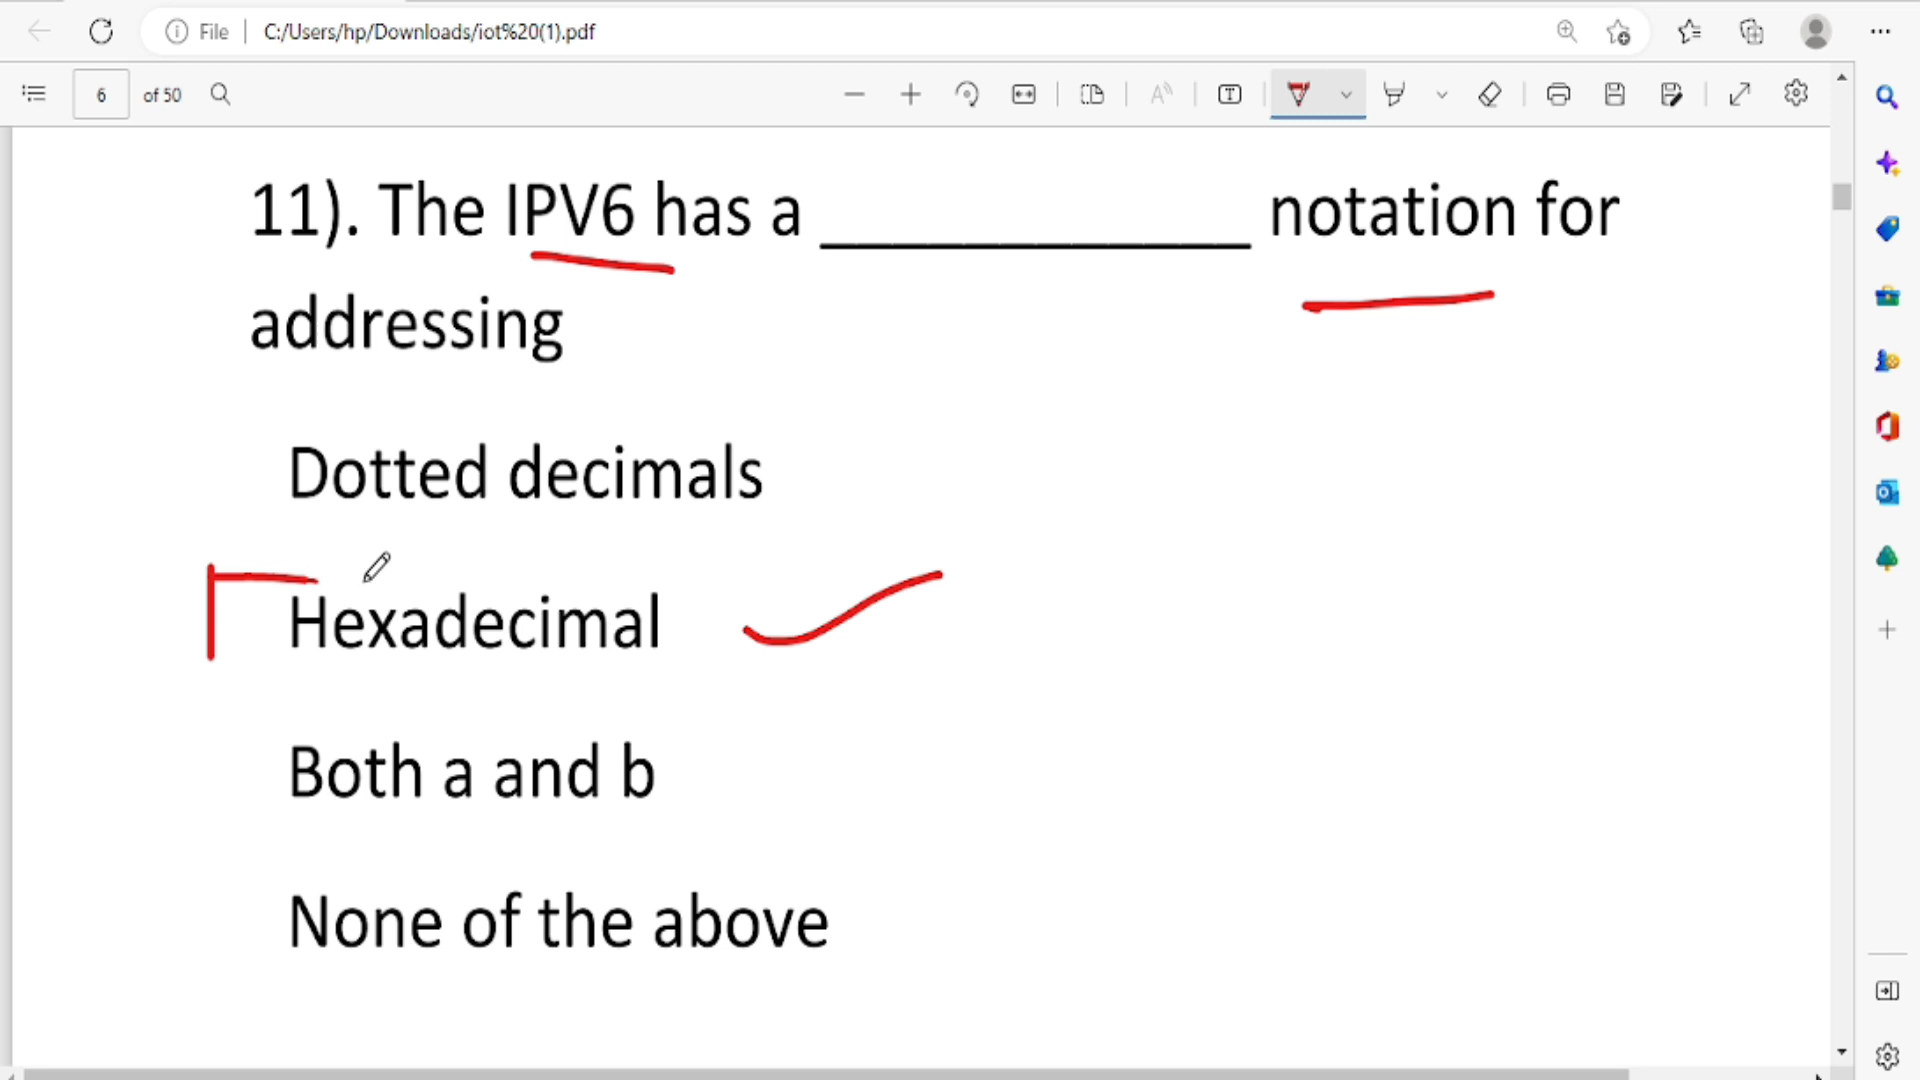 File C:/Users/hp/Downloads/iot%20(1).pdf
6 of 50
11). The IPV6 has a ____________ notation for
addressing
Dotted decimals
Hexadecimal
Both a and b
None of the above